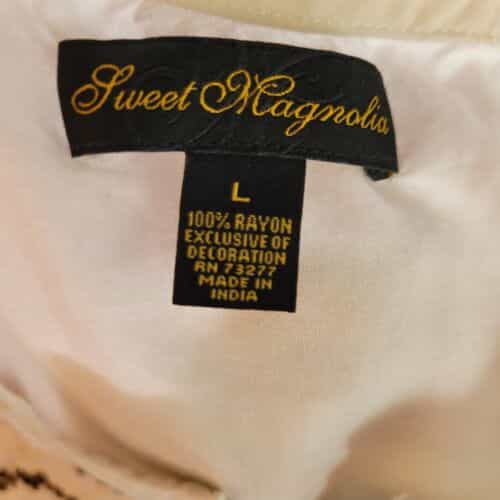 Sweet Magnolia
L
100% RAYON
EXCLUSIVE OF
DECORATION
RN 73277
MADE IN
INDIA